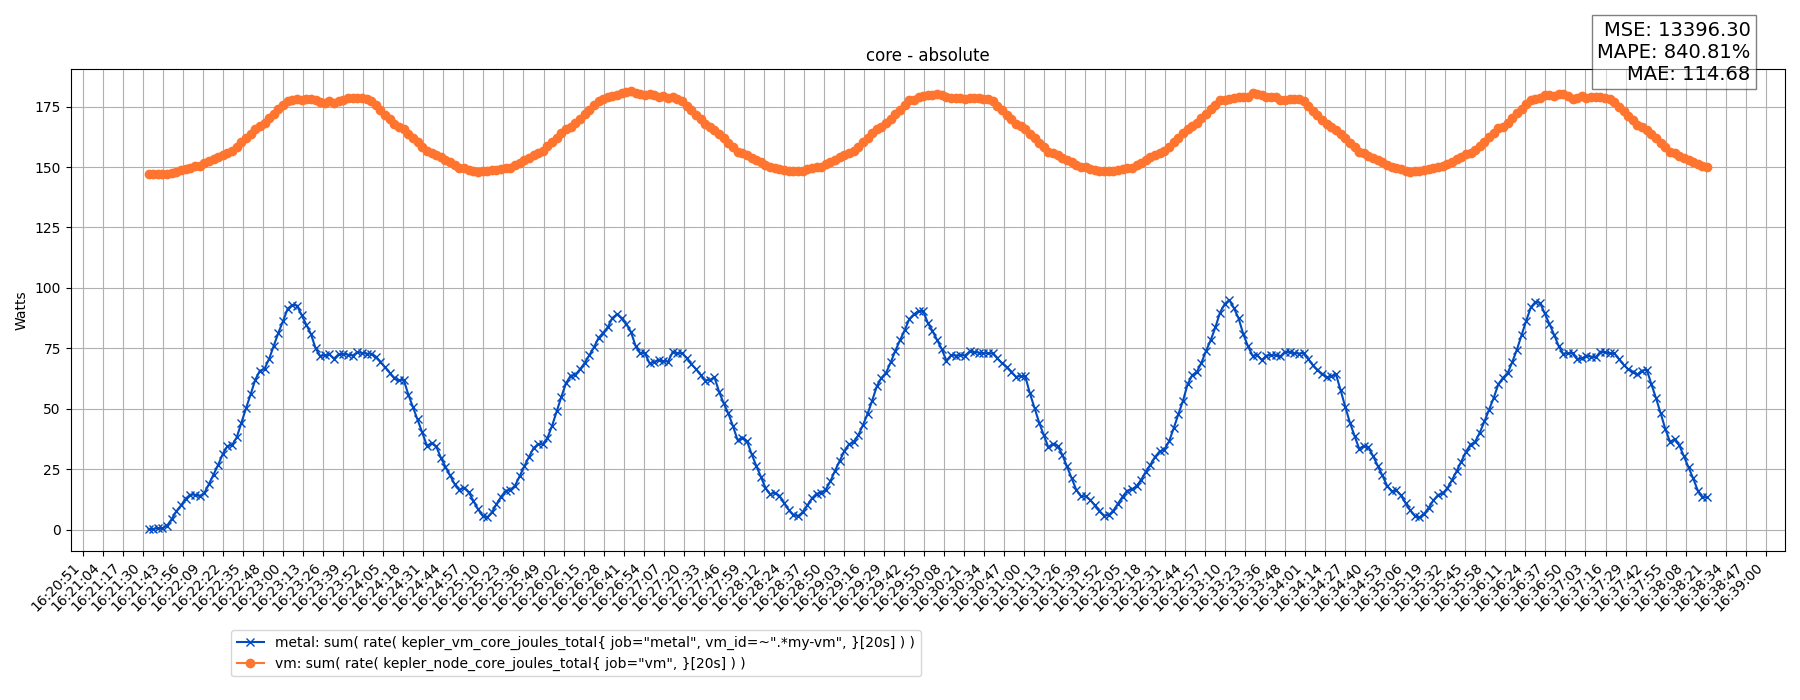 MSE: 13396.30
MAPE: 840.81%
MAE: 114.68
core - absolute
Watts
175
150
125
100
75
50
25
0
16:20:51 16:21:04 16:21:17 16:21:30 16:21:43 16:21:56 16:22:09 16:22:22 16:22:35 16:22:48 16:23:00 16:23:13 16:23:26 16:23:39 16:23:52 16:24:05 16:24:18 16:24:31 16:24:44 16:24:57 16:25:10 16:25:23 16:25:36 16:25:49 16:26:02 16:26:15 16:26:28 16:26:41 16:26:54 16:27:07 16:27:20 16:27:33 16:27:46 16:27:59 16:28:12 16:28:24 16:28:37 16:28:50 16:29:03 16:29:16 16:29:29 16:29:42 16:29:55 16:30:08 16:30:21 16:30:34 16:30:47 16:31:00 16:31:13 16:31:26 16:31:39 16:31:52 16:32:05 16:32:18 16:32:31 16:32:44 16:32:57 16:33:10 16:33:23 16:33:36 16:33:48 16:34:01 16:34:14 16:34:27 16:34:40 16:34:53 16:35:06 16:35:19 16:35:32 16:35:45 16:35:58 16:36:11 16:36:24 16:36:37 16:36:50 16:37:03 16:37:16 16:37:29 16:37:42 16:37:55 16:38:08 16:38:21 16:38:34 16:38:47 16:39:00
metal: sum( rate( kepler_vm_core_joules_total{ job="metal", vm_id=~".*my-vm", }[20s] ) )
vm: sum( rate( kepler_node_core_joules_total{ job="vm", }[20s] ) )